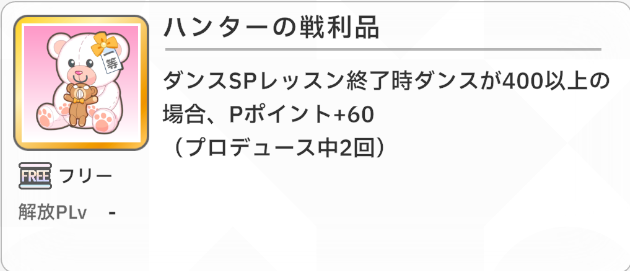 ハンターの戦利品
一等
ダンスSPレッスン終了時ダンスが400以上の
場合、Pポイント+60
（プロデュース中2回）
FREE フリー
解放PLv -